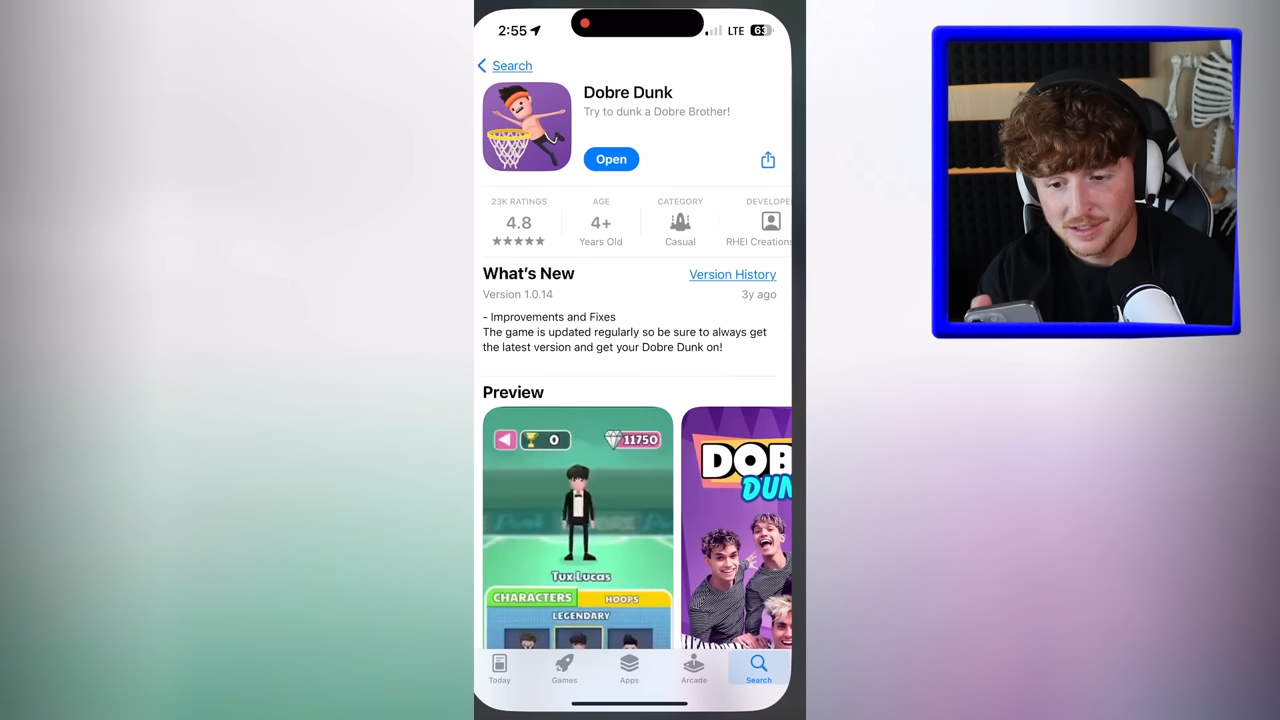 2:55
LTE
63
Search
Dobre Dunk
Try to dunk a Dobre Brother!
Open
23K RATINGS
AGE
CATEGORY
DEVELOPE
4.8
4+
Years Old
Casual
RHEI Creations
What's New
Version History
Version 1.0.14
3y ago
- Improvements and Fixes
The game is updated regularly so be sure to always get
the latest version and get your Dobre Dunk on!
Preview
0
11750
DOB
DUN
Tux Lucas
CHARACTERS
HOOPS
LEGENDARY
Today
Games
Apps
Arcade
Search